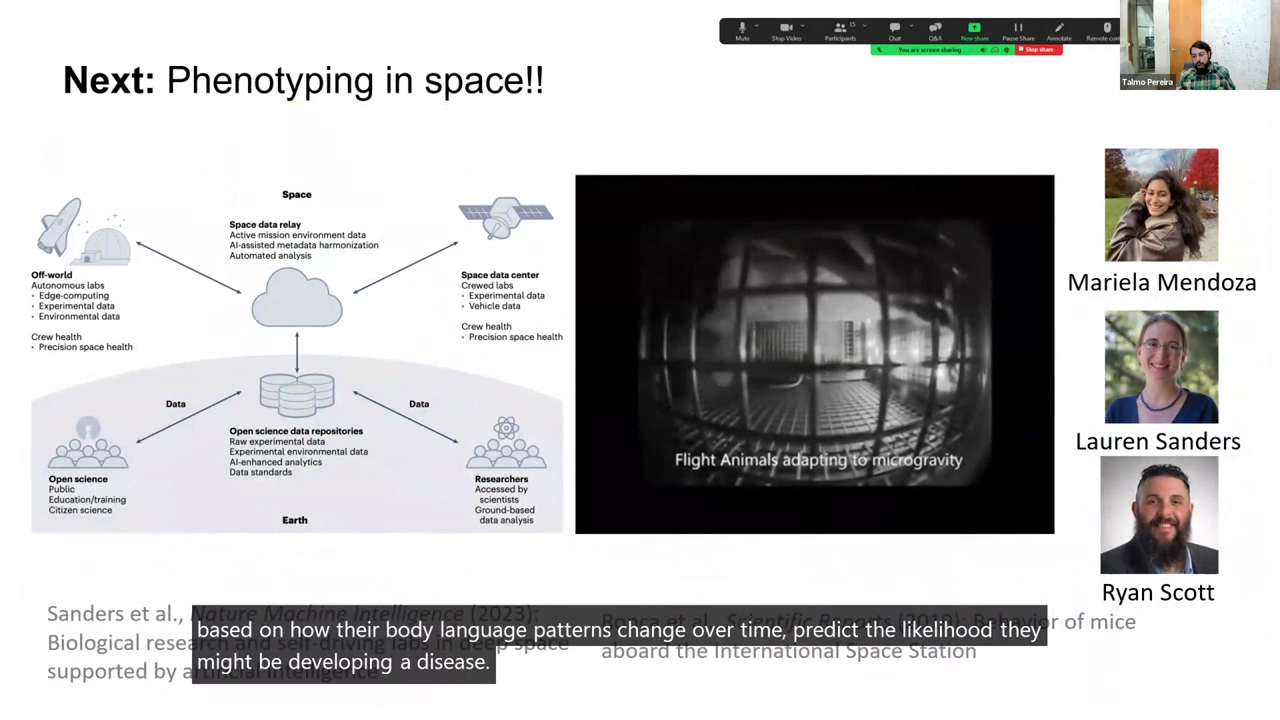 Mute
Stop Video
15
Participants
Chat
Q&A
New share
Pause Share
Annotate
You are screen sharing
Stop share
Talmo Pereira
Next: Phenotyping in space!!
Space
Space data relay
Active mission environment data
AI-assisted metadata harmonization
Automated analysis
Off-world
Autonomous labs
• Edge-computing
• Experimental data
• Environmental data
Crew health
• Precision space health
Space data center
Crewed labs
• Experimental data
• Vehicle data
Crew health
• Precision space health
Data
Data
Open science data repositories
Raw experimental data
Experimental environment data
AI-enhanced analytics
Data standards
Open science
Public
Education/training
Citizen science
Researchers
Accessed by
scientists
Ground-based
data analysis
Earth
Flight Animals adapting to microgravity
Mariela Mendoza
Lauren Sanders
Ryan Scott
Sanders et al., Nature Machine Intelligence (2023):
Biological research and self-driving labs in deep space
supported by artificial intelligence
Ronca et al., Scientific Reports (2019): Behavior of mice
aboard the International Space Station
based on how their body language patterns change over time, predict the likelihood they
might be developing a disease.